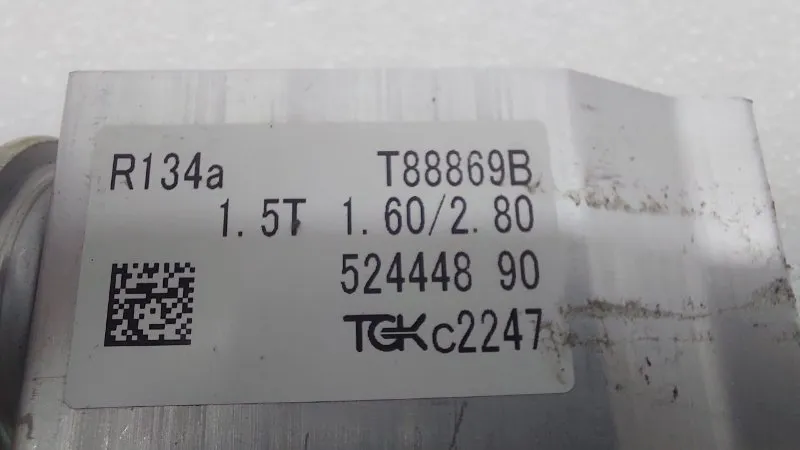 R134a T88869B
1.5T 1.60/2.80
524448 90
TGK c2247